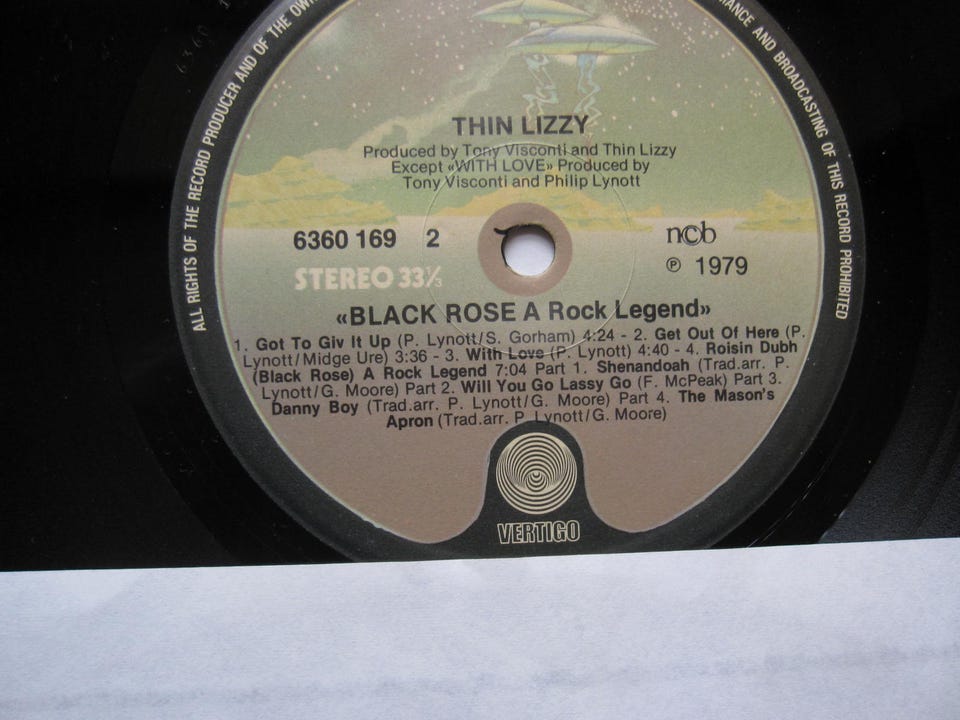 ALL RIGHTS OF THE RECORD PRODUCER AND OF THE
AND BROADCASTING OF THIS RECORD PROHIBITED
THIN LIZZY
Produced by Tony Visconti and Thin Lizzy
Except «WITH LOVE» Produced by
Tony Visconti and Philip Lynott
6360 169 2
ncb
STEREO 33⅓
℗ 1979
«BLACK ROSE A Rock Legend»
1. Got To Giv It Up (P. Lynott/S. Gorham) 4:24 - 2. Get Out Of Here (P.
Lynott/Midge Ure) 3:36 - 3. With Love (P. Lynott) 4:40 - 4. Roisin Dubh
(Black Rose) A Rock Legend 7:04 Part 1. Shenandoah (Trad.arr. P.
Lynott/G. Moore) Part 2. Will You Go Lassy Go (F. McPeak) Part 3.
Danny Boy (Trad.arr. P. Lynott/G. Moore) Part 4. The Mason's
Apron (Trad.arr. P. Lynott/G. Moore)
VERTIGO